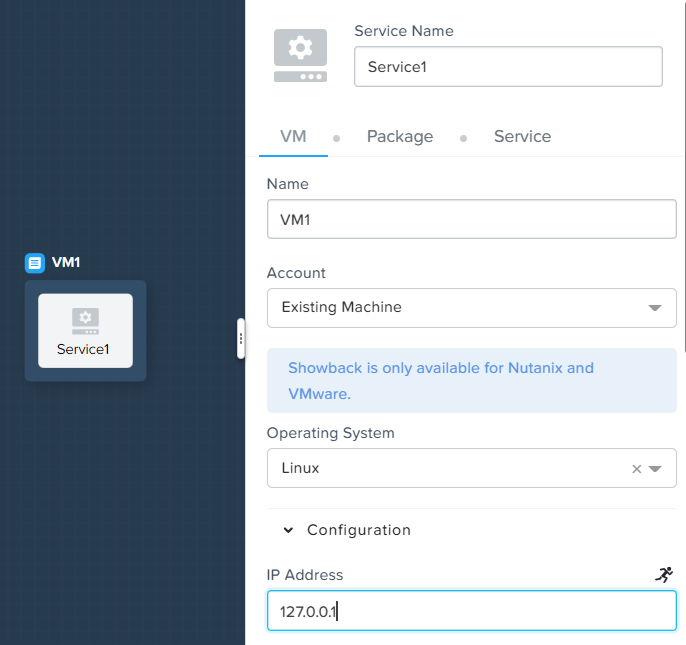 Service Name
Service1
VM
Package
Service
Name
VM1
Account
Existing Machine
Showback is only available for Nutanix and
VMware.
Operating System
Linux
Configuration
IP Address
127.0.0.1
VM1
Service1